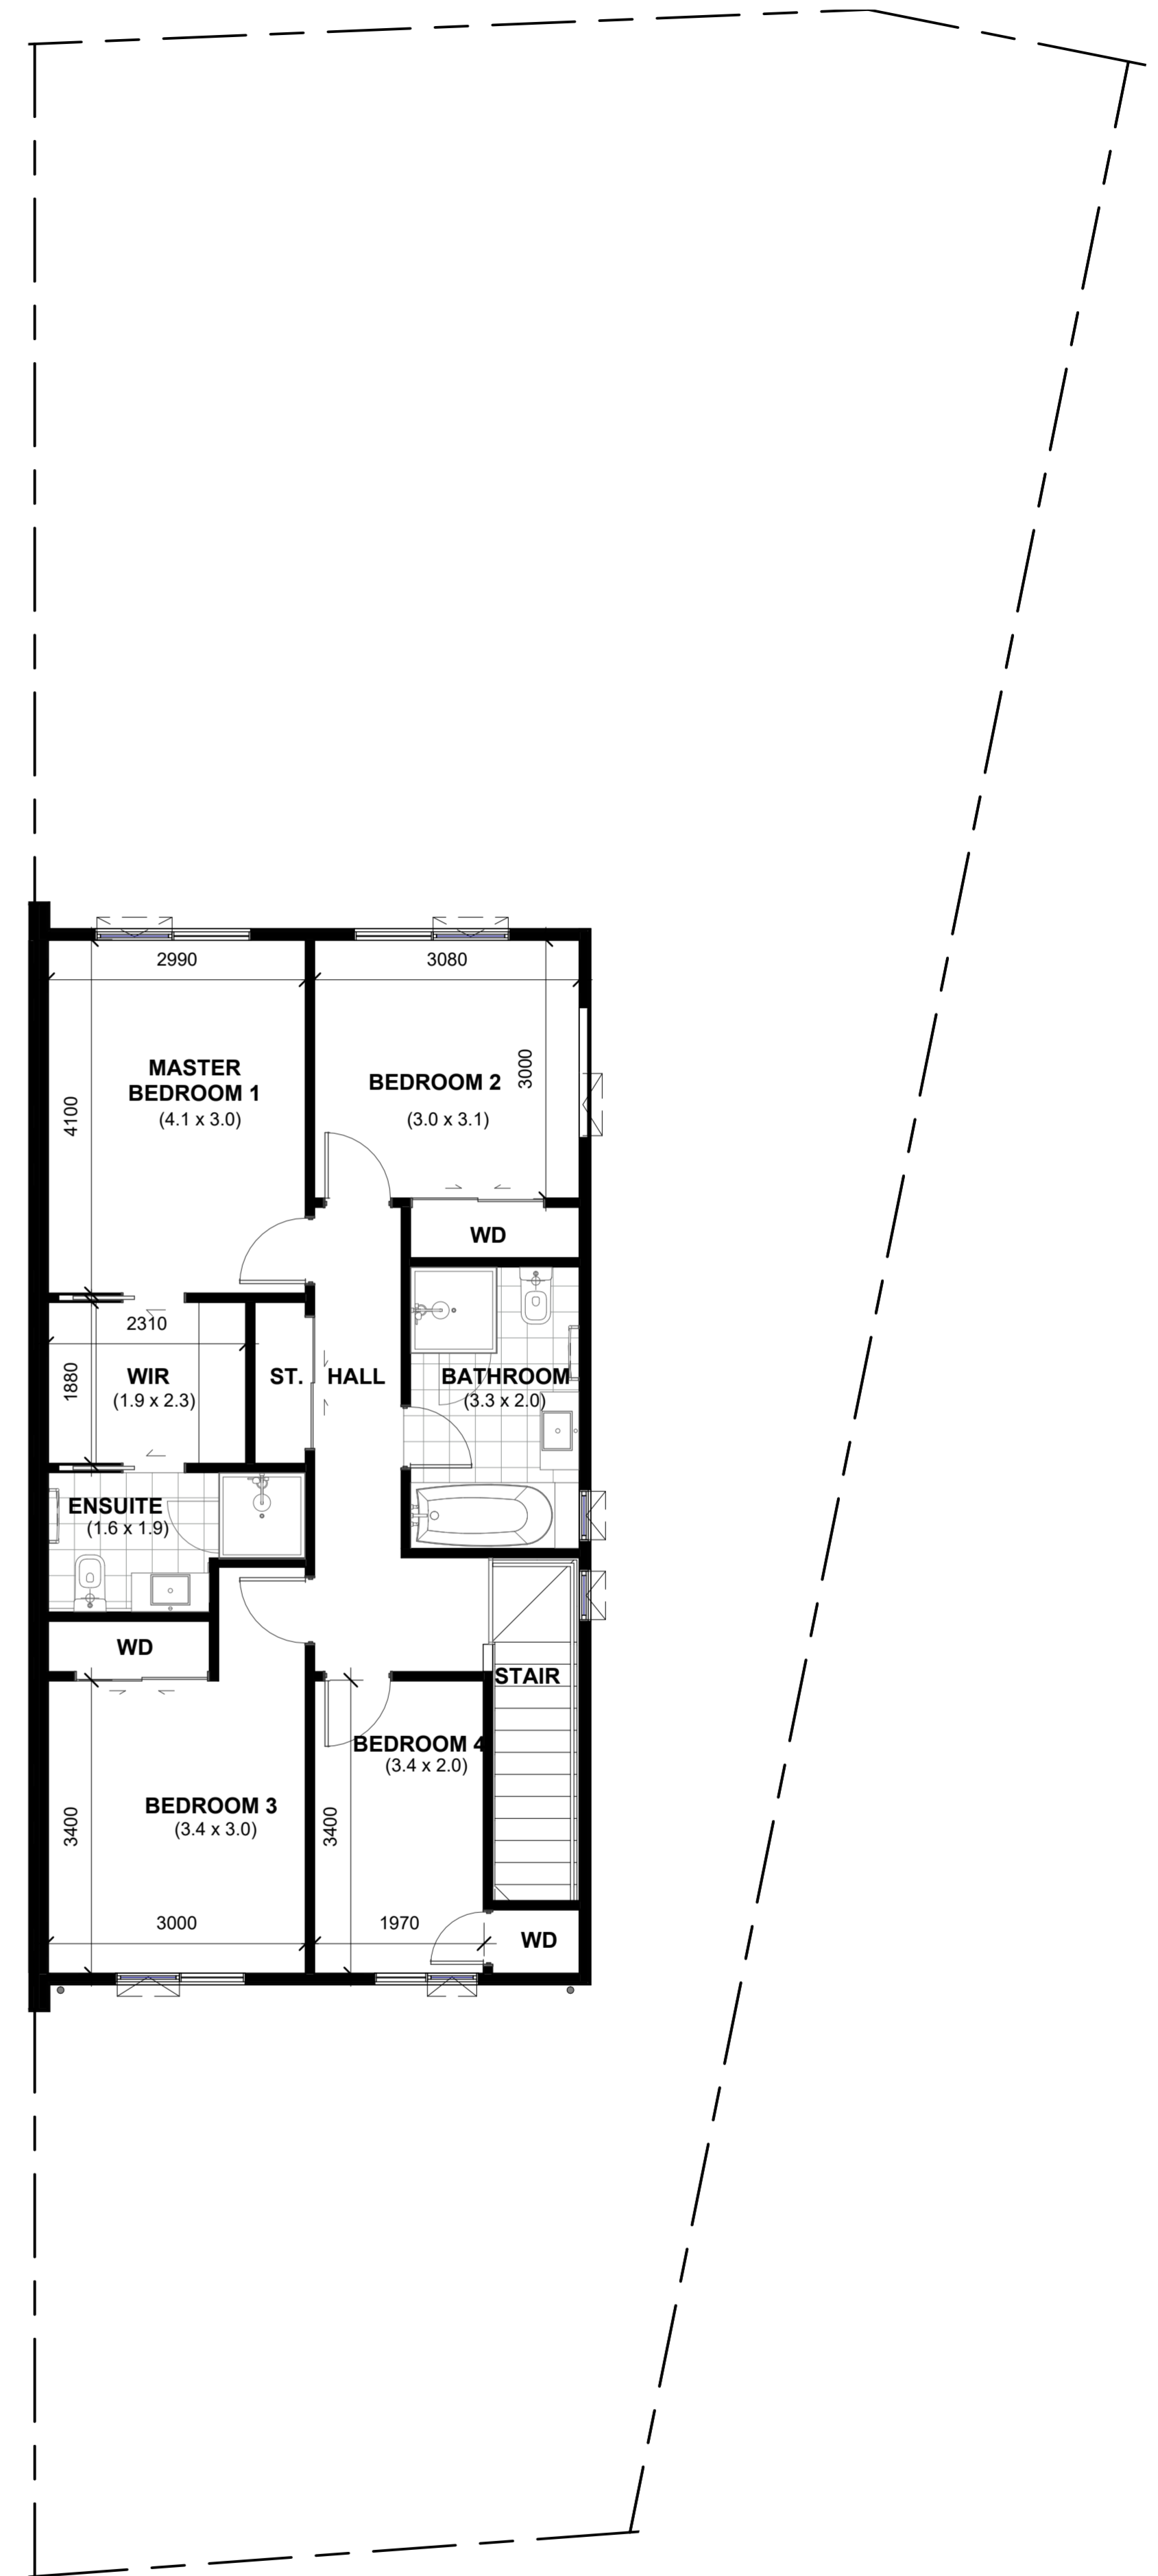 2990
3080
MASTER
BEDROOM 1
(4.1 x 3.0)
4100
BEDROOM 2
(3.0 x 3.1)
3000
WD
2310
WIR
(1.9 x 2.3)
1880
ST.
HALL
BATHROOM
(3.3 x 2.0)
ENSUITE
(1.6 x 1.9)
WD
STAIR
BEDROOM 4
(3.4 x 2.0)
BEDROOM 3
(3.4 x 3.0)
3400
3400
3000
1970
WD